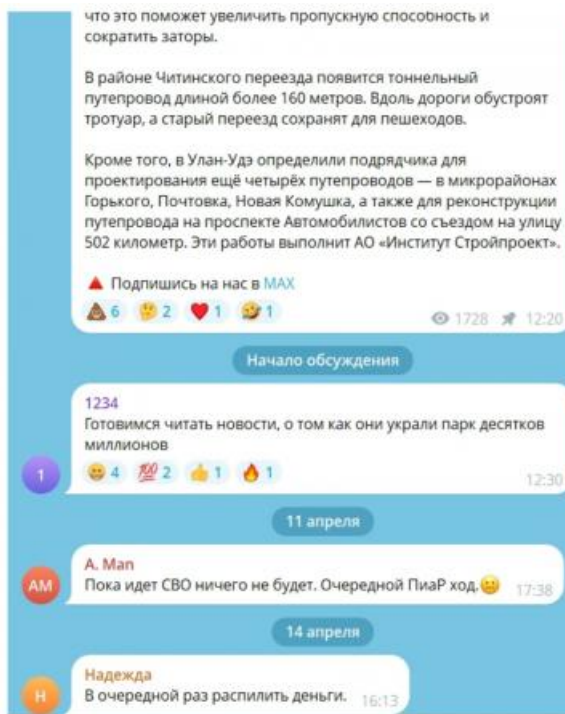 что это поможет увеличить пропускную способность и
сократить заторы.
В районе Читинского переезда появится тоннельный
путепровод длиной более 160 метров. Вдоль дороги обустроят
тротуар, а старый переезд сохранят для пешеходов.
Кроме того, в Улан-Удэ определили подрядчика для
проектирования ещё четырёх путепроводов — в микрорайонах
Горького, Почтовка, Новая Комушка, а также для реконструкции
путепровода на проспекте Автомобилистов со съездом на улицу
502 километр. Эти работы выполнит АО «Институт Стройпроект».
🔺 Подпишись на нас в MAX
💩 6 🤔 2 ❤️ 1 🤣 1
1728 12:20
Начало обсуждения
1234
Готовимся читать новости, о том как они украли парк десятков
миллионов
😀 4 💯 2 👍 1 🔥 1
1
12:30
11 апреля
A. Man
AM
Пока идет СВО ничего не будет. Очередной ПиаР ход.😕 17:38
14 апреля
Надежда
Н
В очередной раз распилить деньги. 16:13